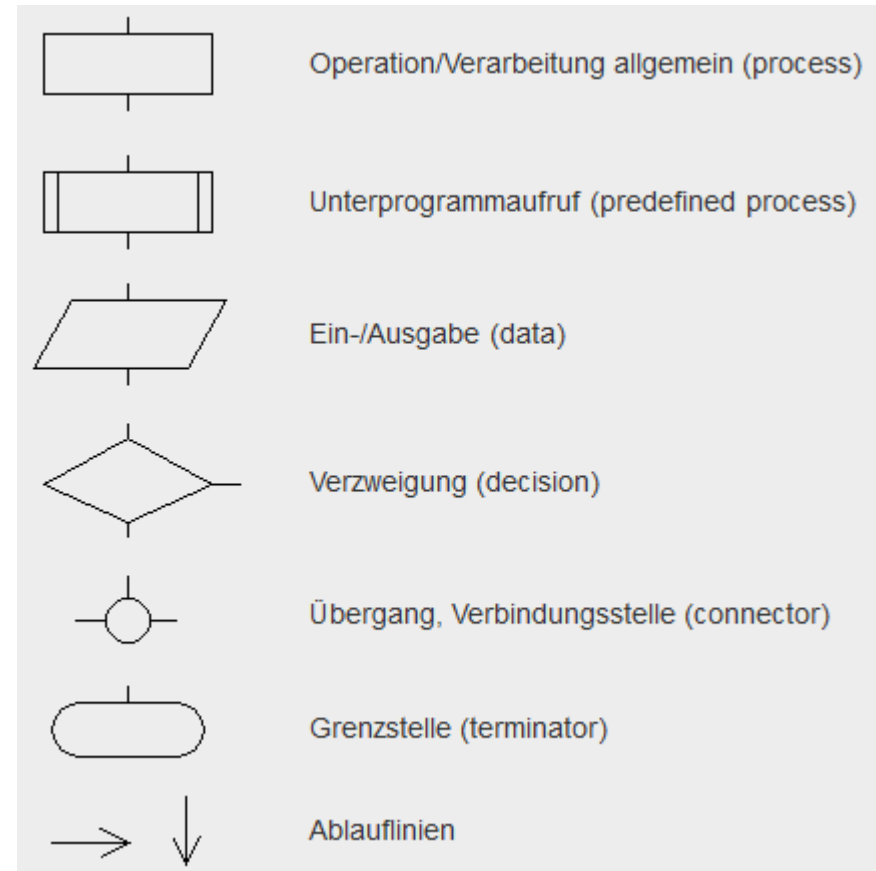 Operation/Verarbeitung allgemein (process)
Unterprogrammaufruf (predefined process)
Ein-/Ausgabe (data)
Verzweigung (decision)
Übergang, Verbindungsstelle (connector)
Grenzstelle (terminator)
Ablauflinien